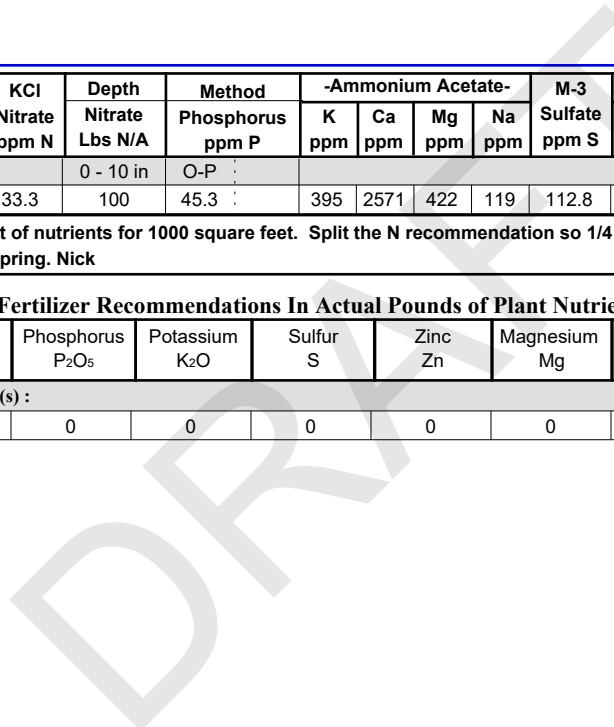 KCl Depth Method -Ammonium Acetate- M-3
Nitrate Nitrate Phosphorus K Ca Mg Na Sulfate
ppm N Lbs N/A ppm P ppm ppm ppm ppm ppm S
0 - 10 in O-P
33.3 100 45.3 395 2571 422 119 112.8
t of nutrients for 1000 square feet. Split the N recommendation so 1/4
pring. Nick
Fertilizer Recommendations In Actual Pounds of Plant Nutrie
Phosphorus Potassium Sulfur Zinc Magnesium
P2O5 K2O S Zn Mg
(s) :
0 0 0 0 0
DRAFT